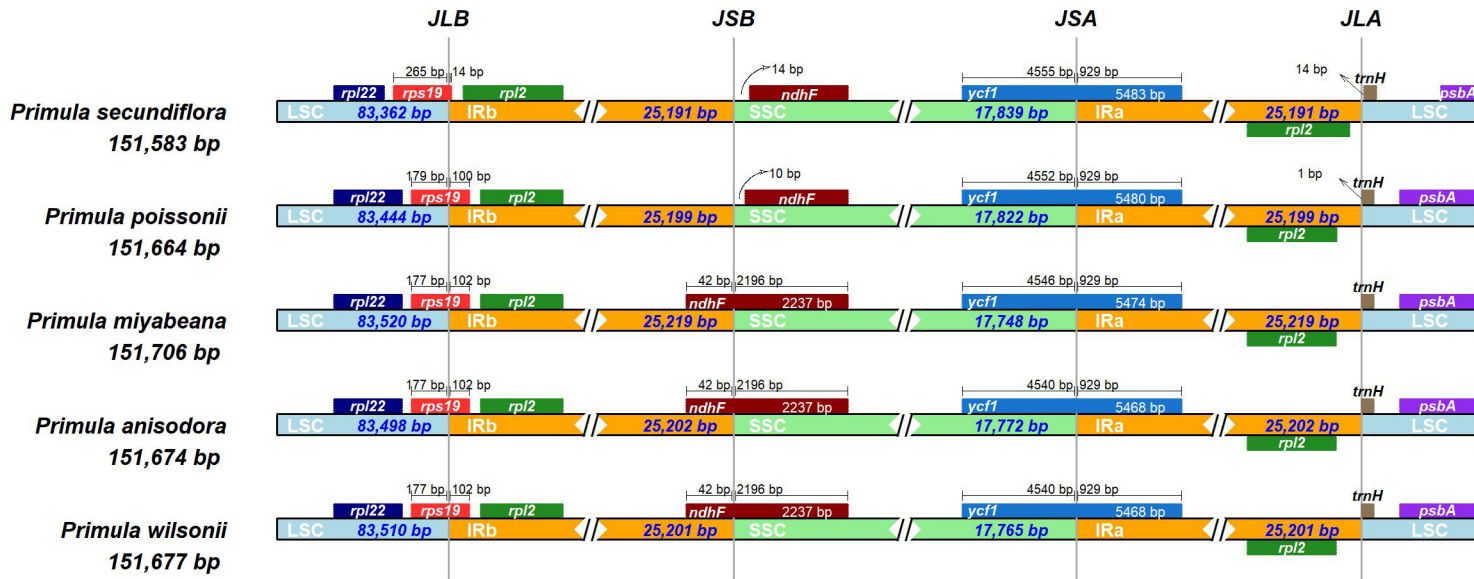 JLB JSB JSA JLA
265 bp 14 bp 14 bp 4555 bp 929 bp 14 bp trnH
rpl22 rps19 rpl2 ndhF ycf1 5483 bp psbA
Primula secundiflora LSC 83,362 bp IRb 25,191 bp SSC 17,839 bp IRa 25,191 bp LSC
rpl2
151,583 bp
179 bp 100 bp 10 bp 4552 bp 929 bp 1 bp trnH
rpl22 rps19 rpl2 ndhF ycf1 5480 bp psbA
Primula poissonii LSC 83,444 bp IRb 25,199 bp SSC 17,822 bp IRa 25,199 bp LSC
rpl2
151,664 bp
177 bp 102 bp 42 bp 2196 bp 4546 bp 929 bp trnH
rpl22 rps19 rpl2 ndhF 2237 bp ycf1 5474 bp psbA
Primula miyabeana LSC 83,520 bp IRb 25,219 bp SSC 17,748 bp IRa 25,219 bp LSC
rpl2
151,706 bp
177 bp 102 bp 42 bp 2196 bp 4540 bp 929 bp trnH
rpl22 rps19 rpl2 ndhF 2237 bp ycf1 5468 bp psbA
Primula anisodora LSC 83,498 bp IRb 25,202 bp SSC 17,772 bp IRa 25,202 bp LSC
rpl2
151,674 bp
177 bp 102 bp 42 bp 2196 bp 4540 bp 929 bp trnH
rpl22 rps19 rpl2 ndhF 2237 bp ycf1 5468 bp psbA
Primula wilsonii LSC 83,510 bp IRb 25,201 bp SSC 17,765 bp IRa 25,201 bp LSC
rpl2
151,677 bp